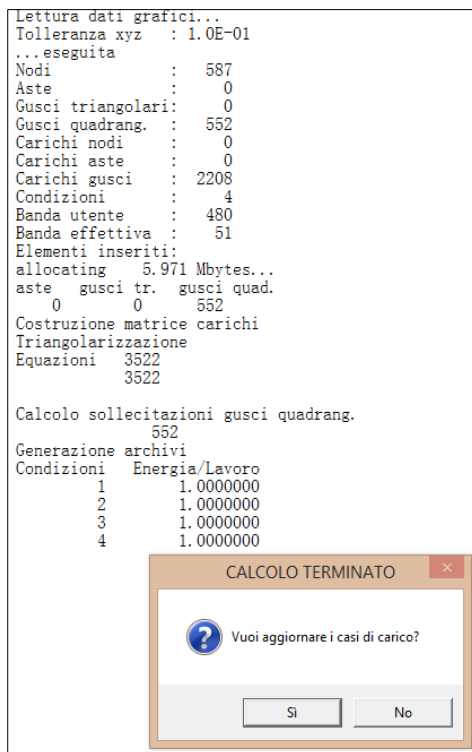 Lettura dati grafici...
Tolleranza xyz : 1.0E-01
...eseguita
Nodi : 587
Aste : 0
Gusci triangolari: 0
Gusci quadrang. : 552
Carichi nodi : 0
Carichi aste : 0
Carichi gusci : 2208
Condizioni : 4
Banda utente : 480
Banda effettiva : 51
Elementi inseriti:
allocating 5.971 Mbytes...
aste gusci tr. gusci quad.
0 0 552
Costruzione matrice carichi
Triangolarizzazione
Equazioni 3522
3522
Calcolo sollecitazioni gusci quadrang.
552
Generazione archivi
Condizioni Energia/Lavoro
1 1.0000000
2 1.0000000
3 1.0000000
4 1.0000000
CALCOLO TERMINATO
Vuoi aggiornare i casi di carico?
Sì No